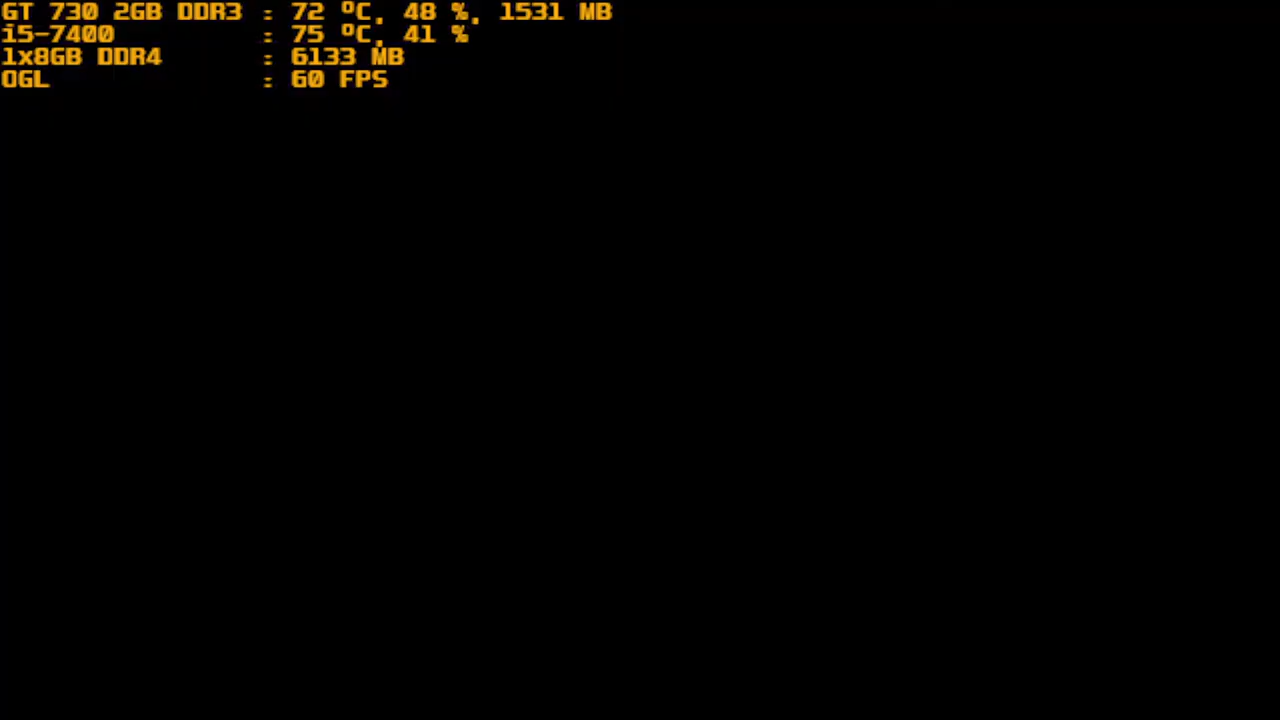 GT 730 2GB DDR3 : 72 ºC, 48 %, 1531 MB
i5-7400 : 75 ºC, 41 %
1x8GB DDR4 : 6133 MB
OGL : 60 FPS